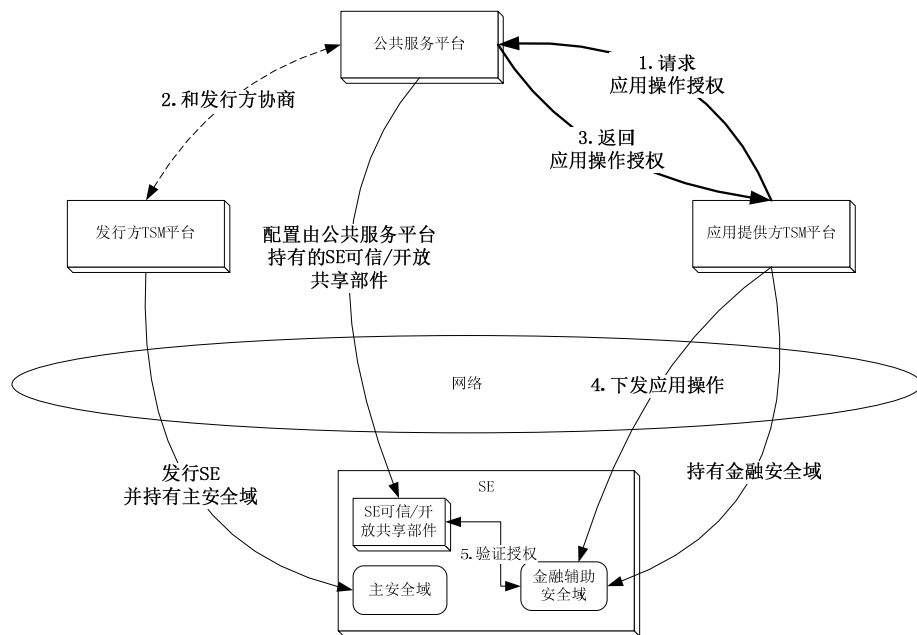 公共服务平台
1.请求
应用操作授权
2.和发行方协商
3.返回
应用操作授权
发行方TSM平台
配置由公共服务平台
持有的SE可信/开放
共享部件
应用提供方TSM平台
网络
4.下发应用操作
发行SE
并持有主安全域
SE
持有金融安全域
SE可信/开
放共享部件
5.验证授权
主安全域
金融辅助
安全域